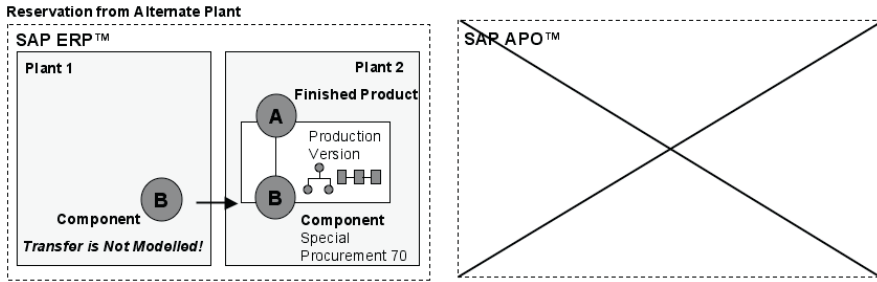 Reservation from Alternate Plant
SAP ERP™
Plant 1
Plant 2
Finished Product
A
Production
Version
B
Component
Transfer is Not Modelled!
B
Component
Special
Procurement 70
SAP APO™